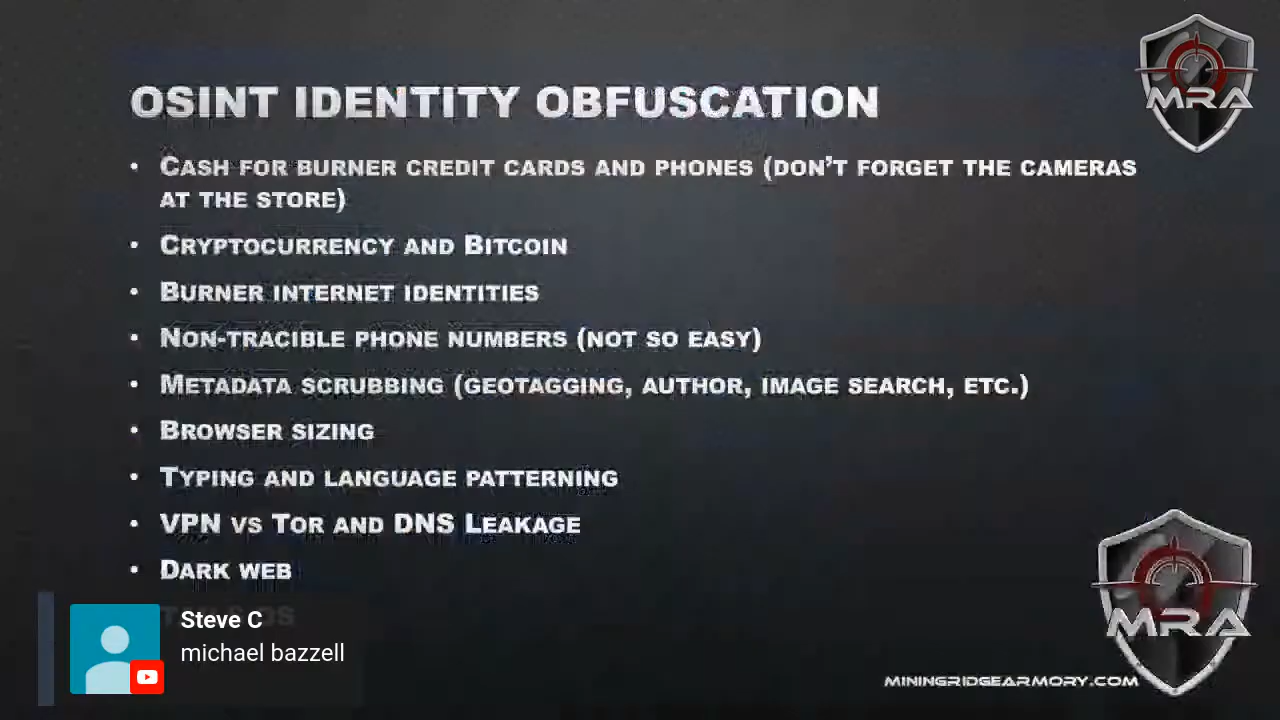 MRA
OSINT IDENTITY OBFUSCATION
• CASH FOR BURNER CREDIT CARDS AND PHONES (DON'T FORGET THE CAMERAS
AT THE STORE)
• CRYPTOCURRENCY AND BITCOIN
• BURNER INTERNET IDENTITIES
• NON-TRACIBLE PHONE NUMBERS (NOT SO EASY)
• METADATA SCRUBBING (GEOTAGGING, AUTHOR, IMAGE SEARCH, ETC.)
• BROWSER SIZING
• TYPING AND LANGUAGE PATTERNING
• VPN VS TOR AND DNS LEAKAGE
• DARK WEB
Steve C
michael bazzell
MRA
MININGRIDGEARMORY.COM